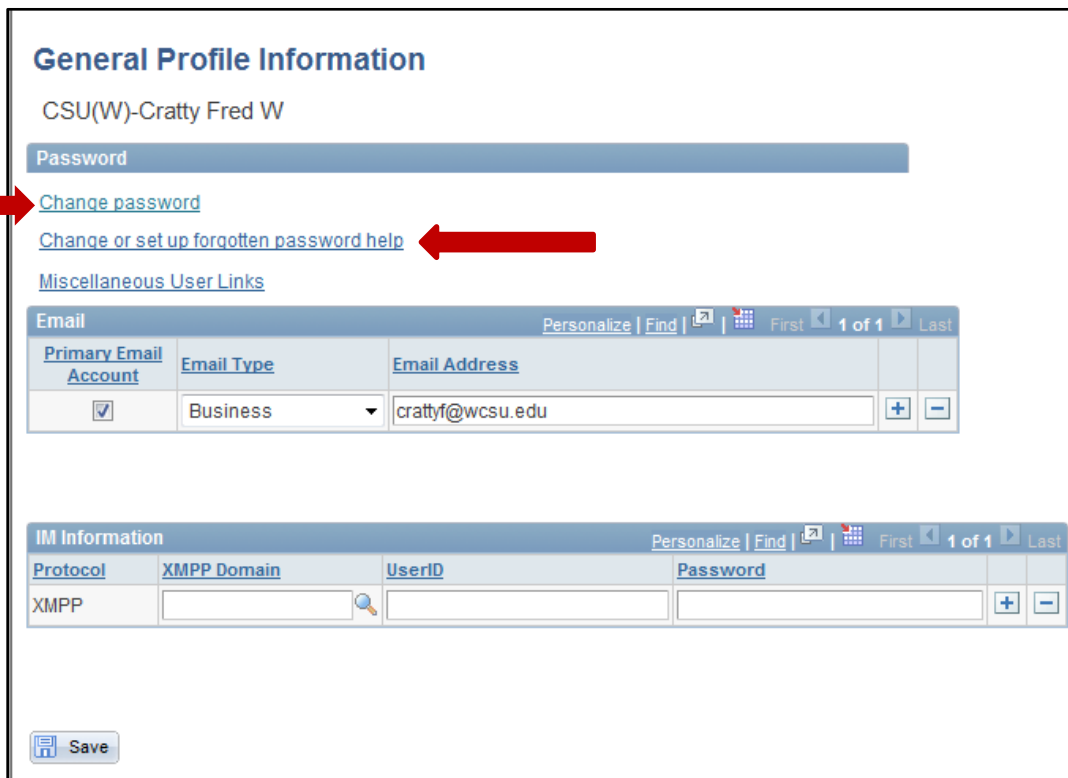 General Profile Information
CSU(W)-Cratty Fred W
Password
Change password
Change or set up forgotten password help
Miscellaneous User Links
Email Personalize | Find | | First 1 of 1 Last
Primary Email Account Email Type Email Address
Business crattyf@wcsu.edu
IM Information Personalize | Find | | First 1 of 1 Last
Protocol XMPP Domain UserID Password
XMPP
Save